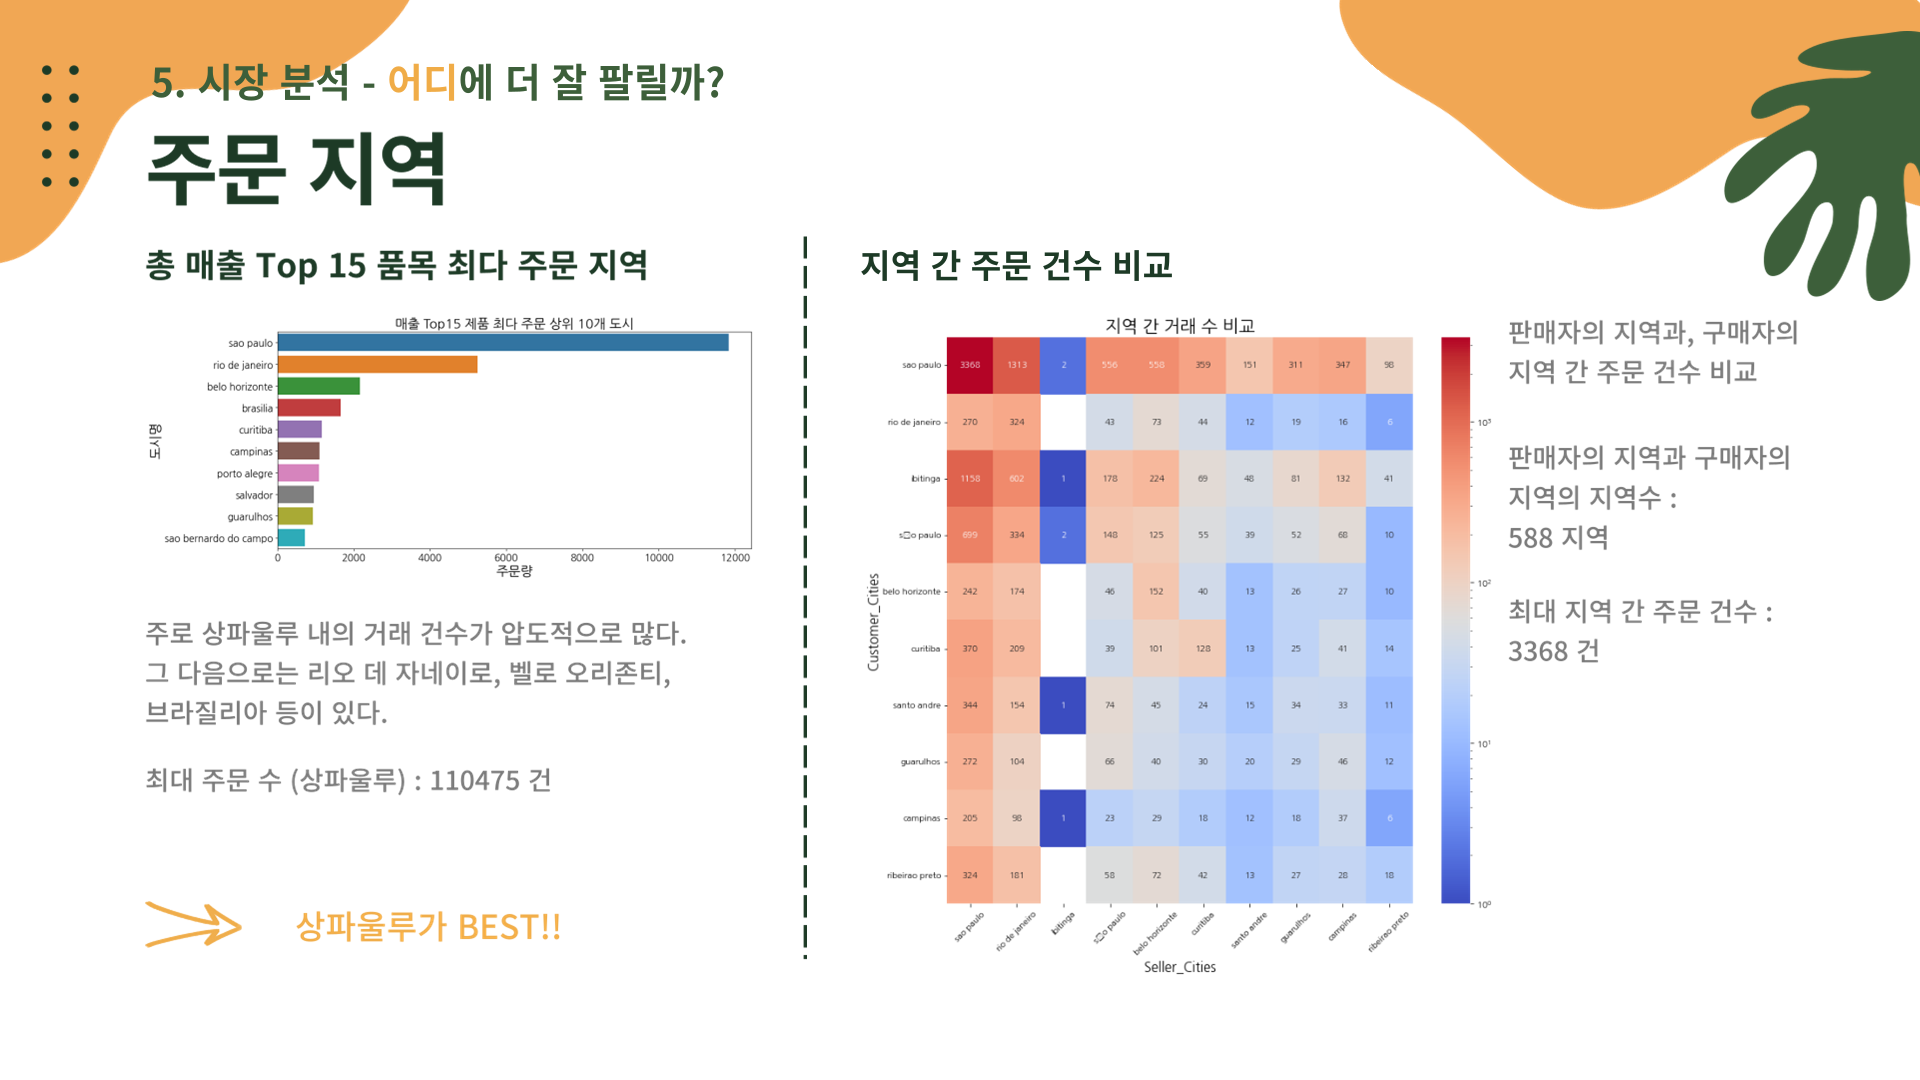 5. 시장 분석 - 어디에 더 잘 팔릴까?
주문 지역
총 매출 Top 15 품목 최다 주문 지역
매출 Top15 제품 최다 주문 상위 10개 도시
도시명
sao paulo
rio de janeiro
belo horizonte
brasilia
curitiba
campinas
porto alegre
salvador
guarulhos
sao bernardo do campo
0 2000 4000 6000 8000 10000 12000
주문량
주로 상파울루 내의 거래 건수가 압도적으로 많다.
그 다음으로는 리오 데 자네이로, 벨로 오리존티,
브라질리아 등이 있다.
최대 주문 수 (상파울루) : 110475 건
상파울루가 BEST!!
지역 간 주문 건수 비교
지역 간 거래 수 비교
Customer_Cities
sao paulo 3368 1313 2 556 558 359 151 311 347 98
rio de janeiro 270 324 43 73 44 12 19 16 6
ibitinga 1158 602 1 178 224 69 48 81 132 41
s□o paulo 699 334 2 148 125 55 39 52 68 10
belo horizonte 242 174 46 152 40 13 26 27 10
curitiba 370 209 39 101 128 13 25 41 14
santo andre 344 154 1 74 45 24 15 34 33 11
guarulhos 272 104 66 40 30 20 29 46 12
campinas 205 98 1 23 29 18 12 18 37 6
ribeirao preto 324 181 58 72 42 13 27 28 18
sao paulo rio de janeiro ibitinga s□o paulo belo horizonte curitiba santo andre guarulhos campinas ribeirao preto
Seller_Cities
10³
10²
10¹
10⁰
판매자의 지역과, 구매자의
지역 간 주문 건수 비교
판매자의 지역과 구매자의
지역의 지역수 :
588 지역
최대 지역 간 주문 건수 :
3368 건